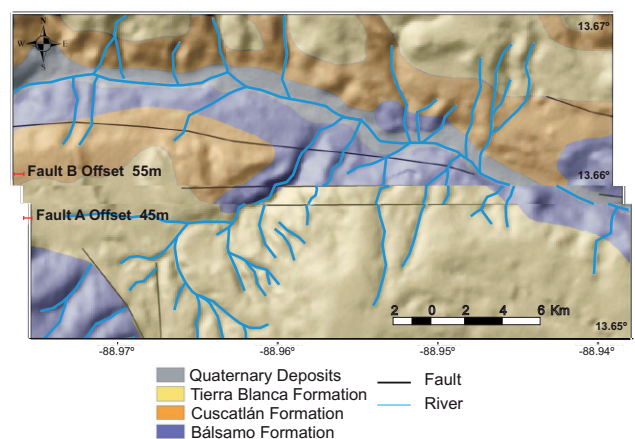 N
W E
S
13.67°
Fault B Offset 55m
13.66°
Fault A Offset 45m
2 0 2 4 6 Km
13.65°
-88.97° -88.96° -88.95° -88.94°
Quaternary Deposits
Tierra Blanca Formation
Cuscatlán Formation
Bálsamo Formation
Fault
River